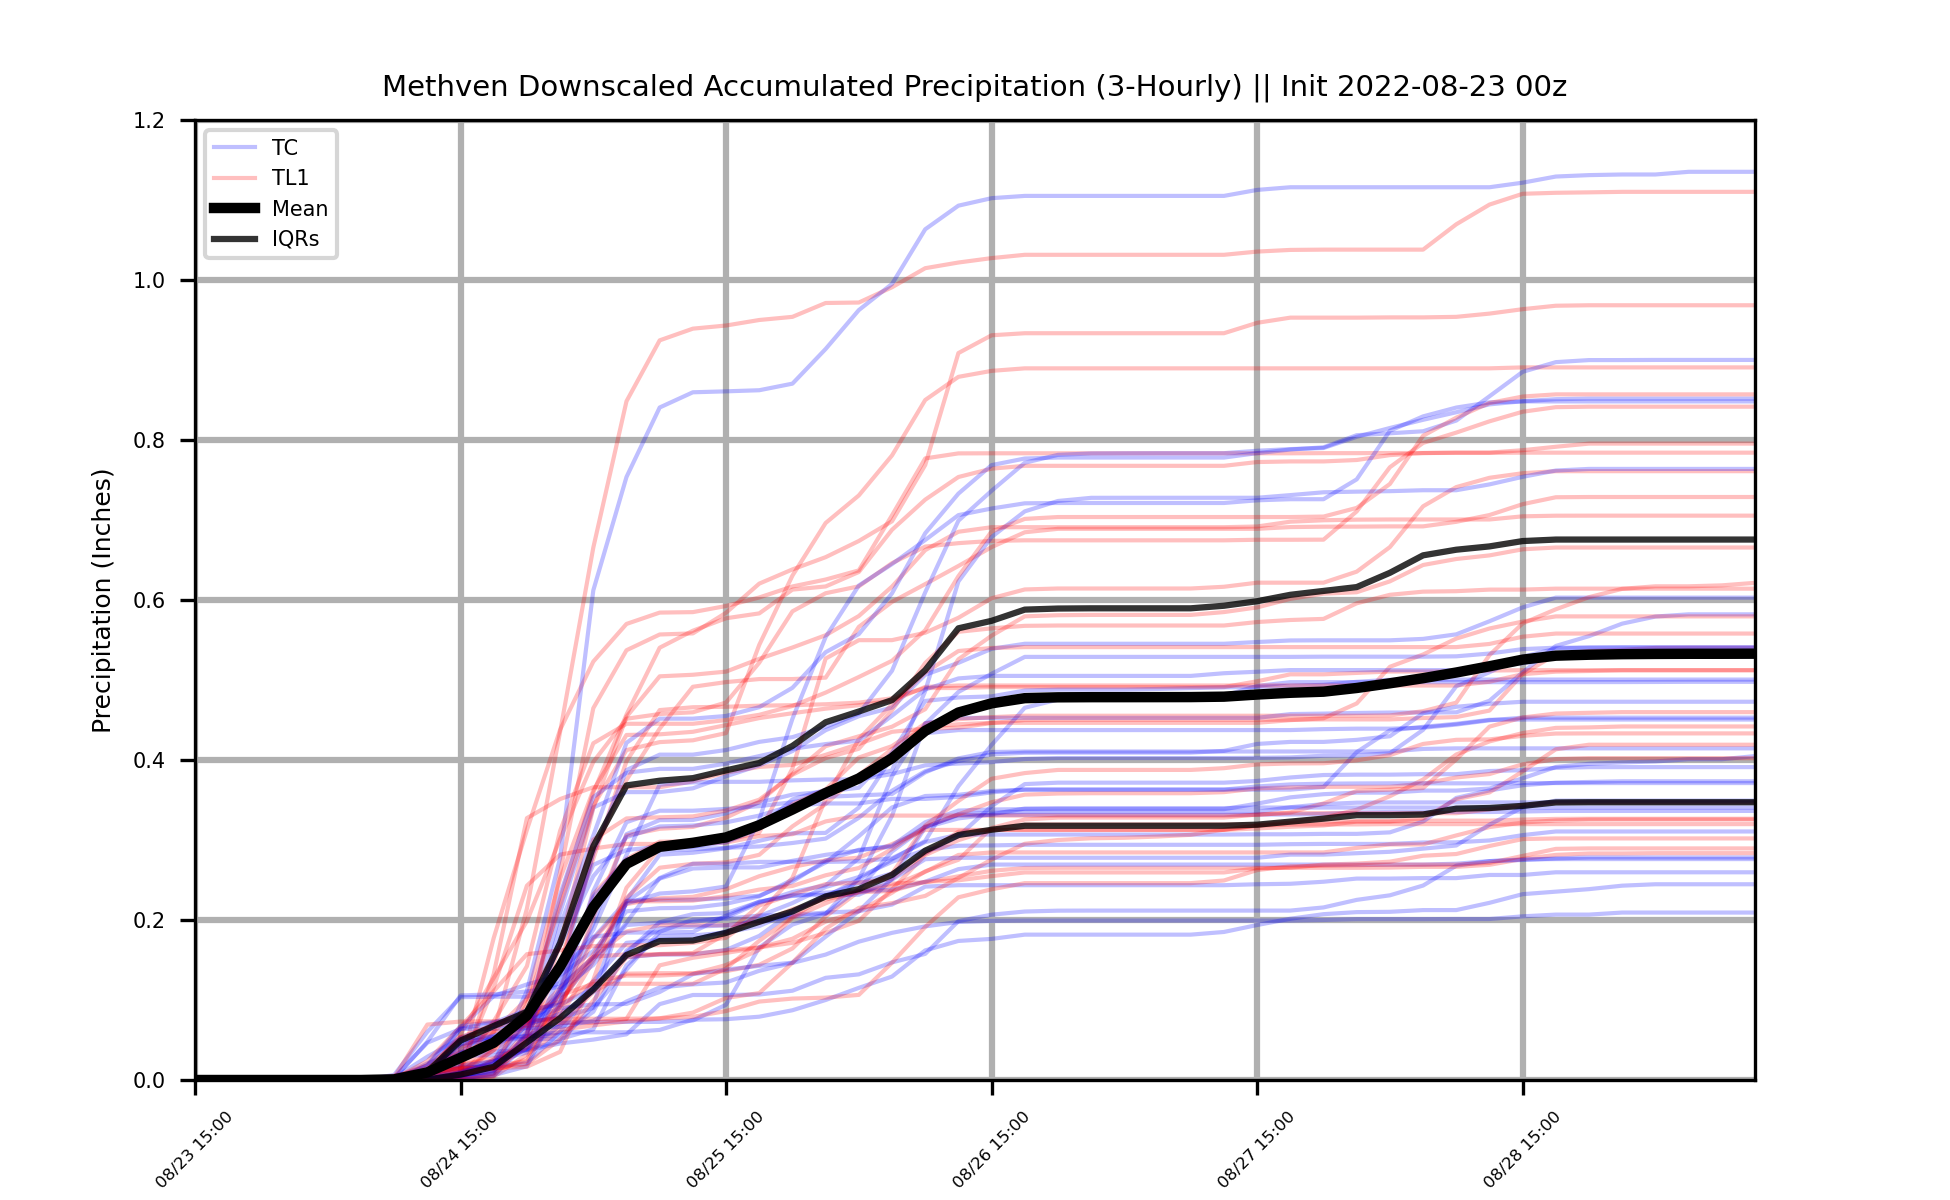 Methven Downscaled Accumulated Precipitation (3-Hourly) || Init 2022-08-23 00z
TC
TL1
Mean
IQRs
Precipitation (Inches)
1.2
1.0
0.8
0.6
0.4
0.2
0.0
08/23 15:00
08/24 15:00
08/25 15:00
08/26 15:00
08/27 15:00
08/28 15:00